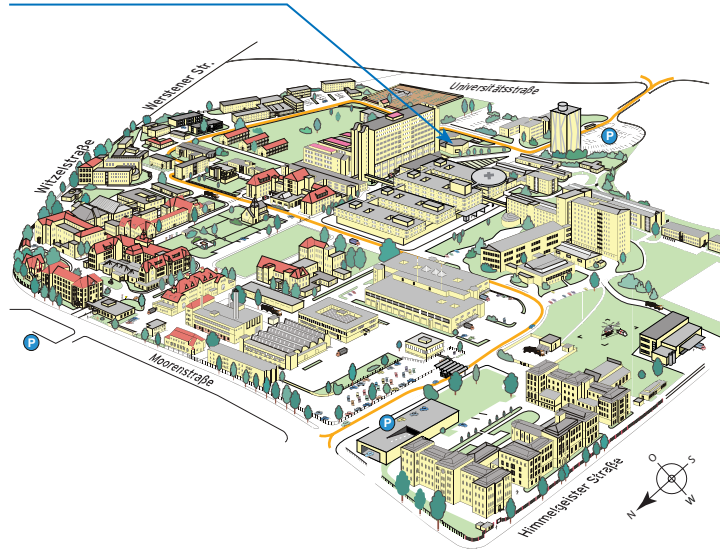 Universitätsstraße
Werstener Str.
P
Witzelstraße
P
Moorenstraße
P
Himmelgeister Straße
O
S
N
W